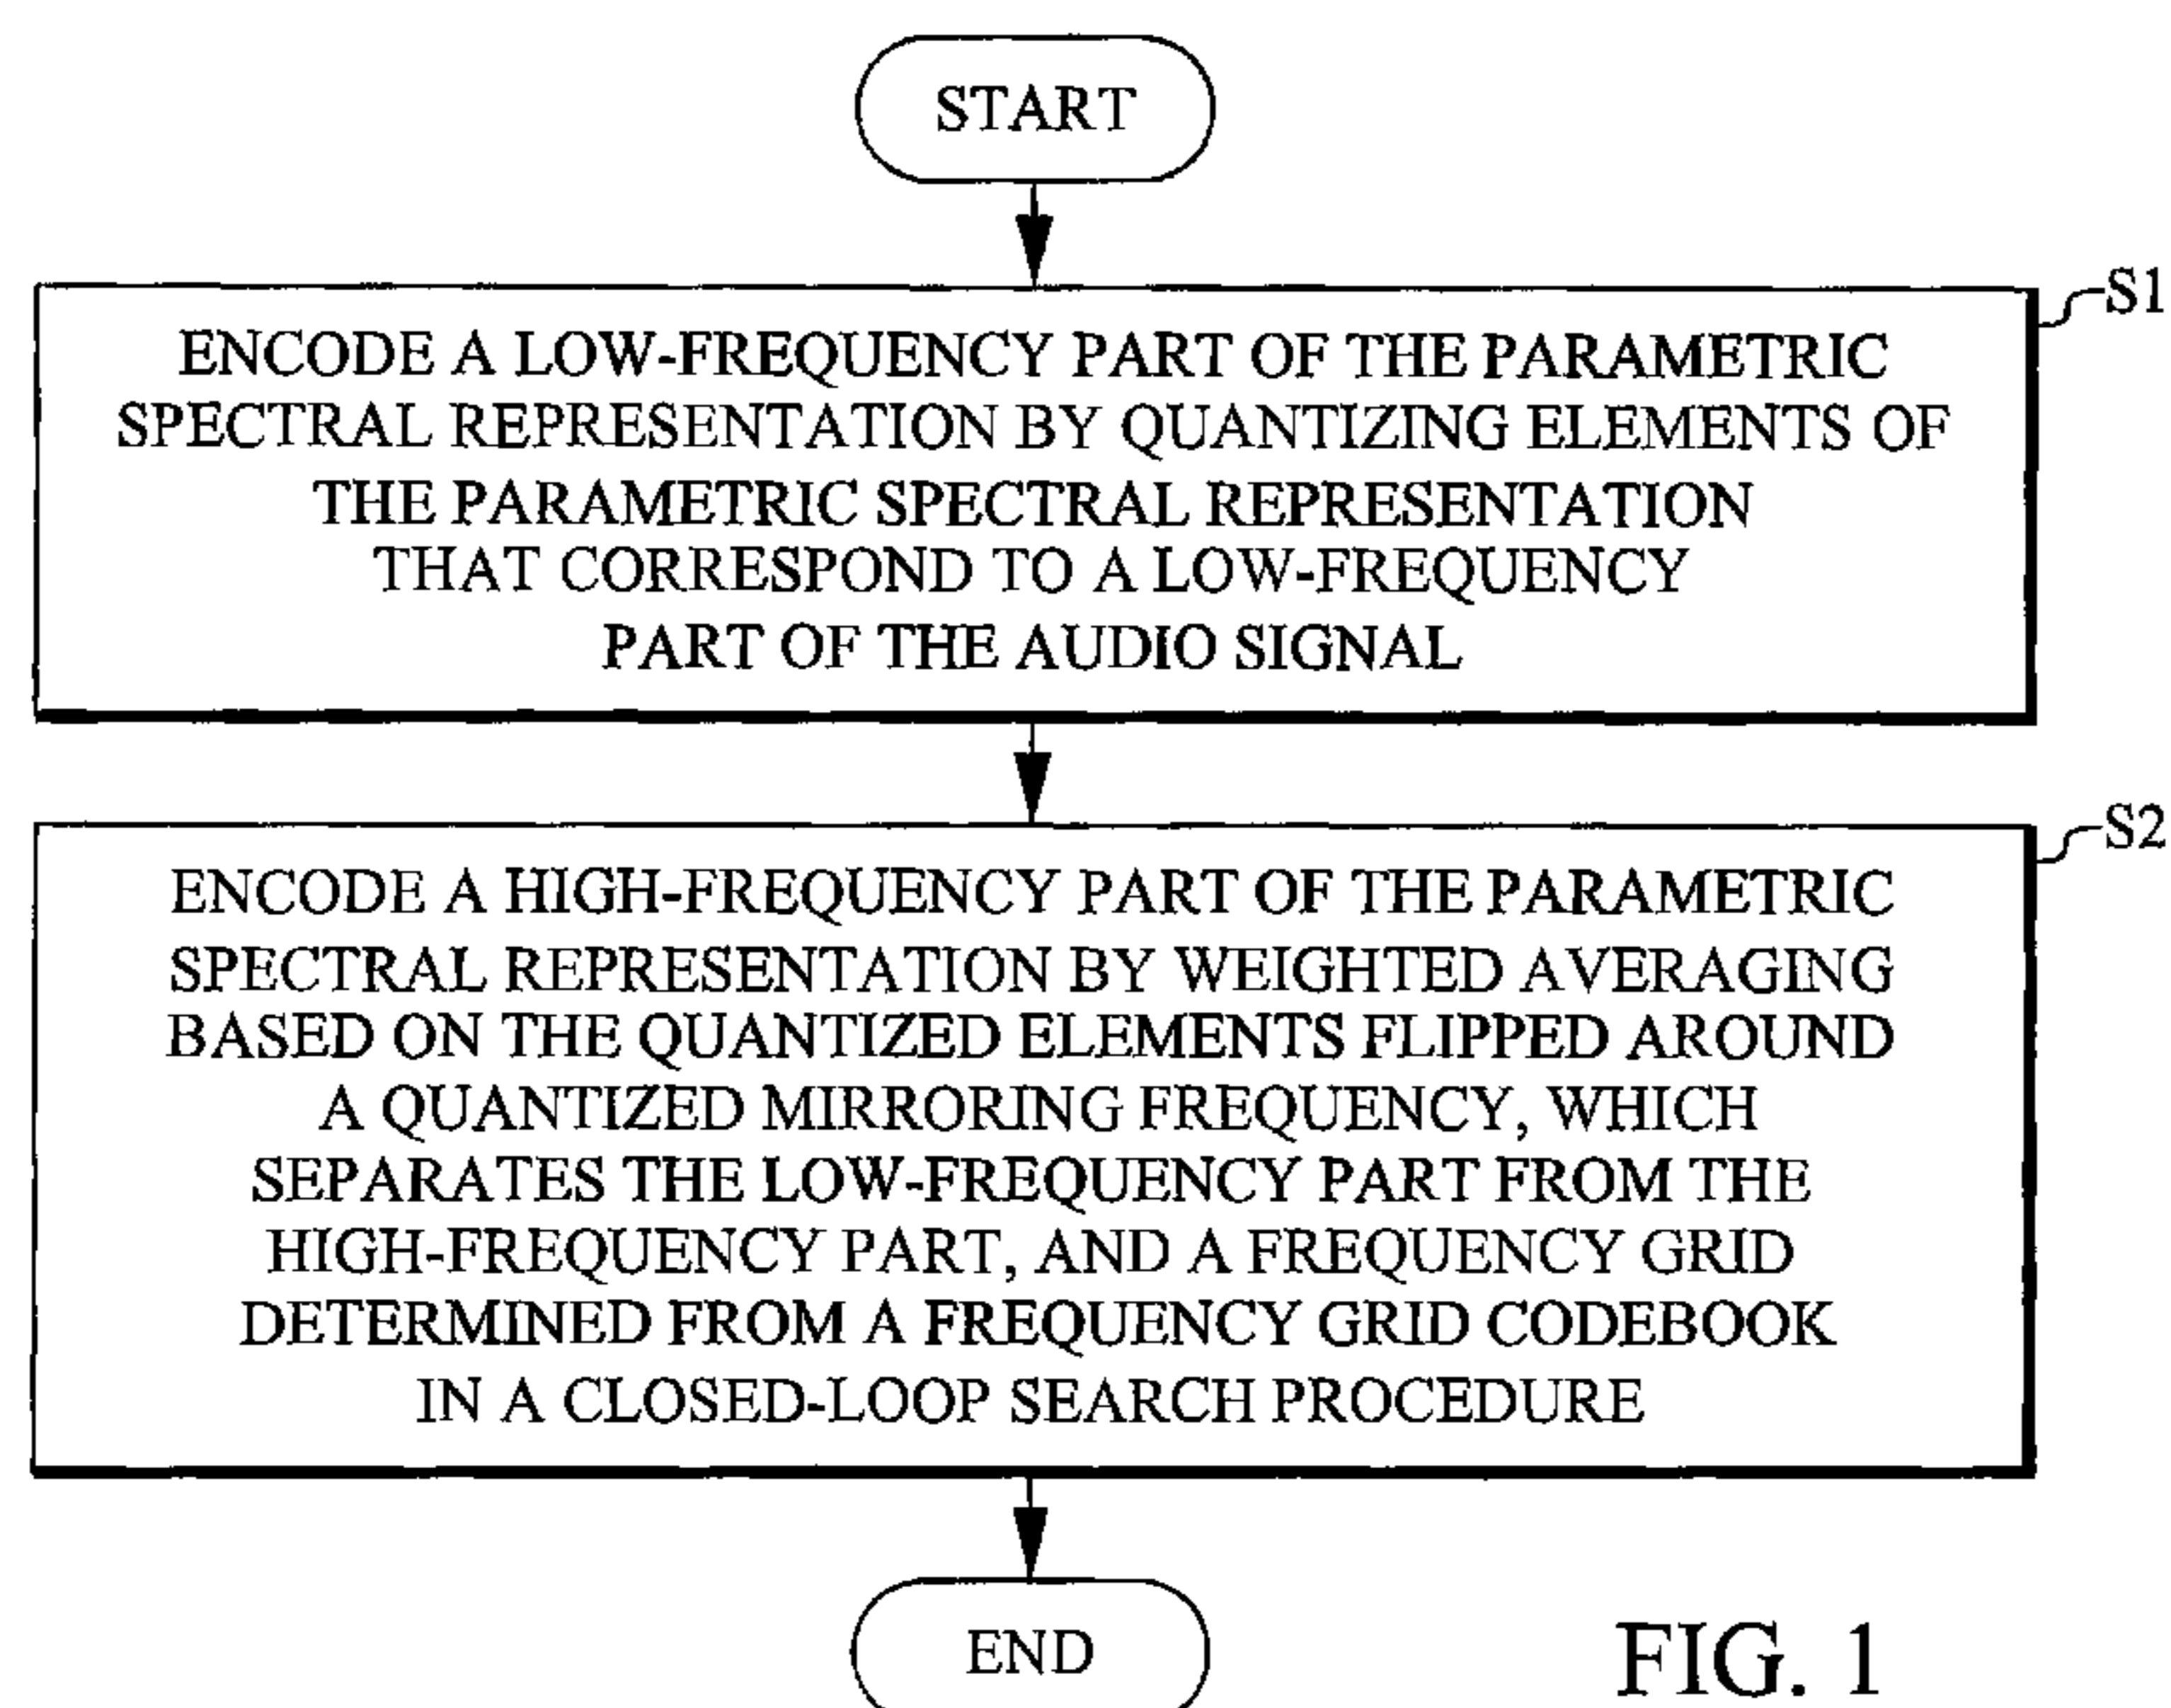 START
S1
ENCODE A LOW-FREQUENCY PART OF THE PARAMETRIC
SPECTRAL REPRESENTATION BY QUANTIZING ELEMENTS OF
THE PARAMETRIC SPECTRAL REPRESENTATION
THAT CORRESPOND TO A LOW-FREQUENCY
PART OF THE AUDIO SIGNAL
S2
ENCODE A HIGH-FREQUENCY PART OF THE PARAMETRIC
SPECTRAL REPRESENTATION BY WEIGHTED AVERAGING
BASED ON THE QUANTIZED ELEMENTS FLIPPED AROUND
A QUANTIZED MIRRORING FREQUENCY, WHICH
SEPARATES THE LOW-FREQUENCY PART FROM THE
HIGH-FREQUENCY PART, AND A FREQUENCY GRID
DETERMINED FROM A FREQUENCY GRID CODEBOOK
IN A CLOSED-LOOP SEARCH PROCEDURE
END
FIG. 1